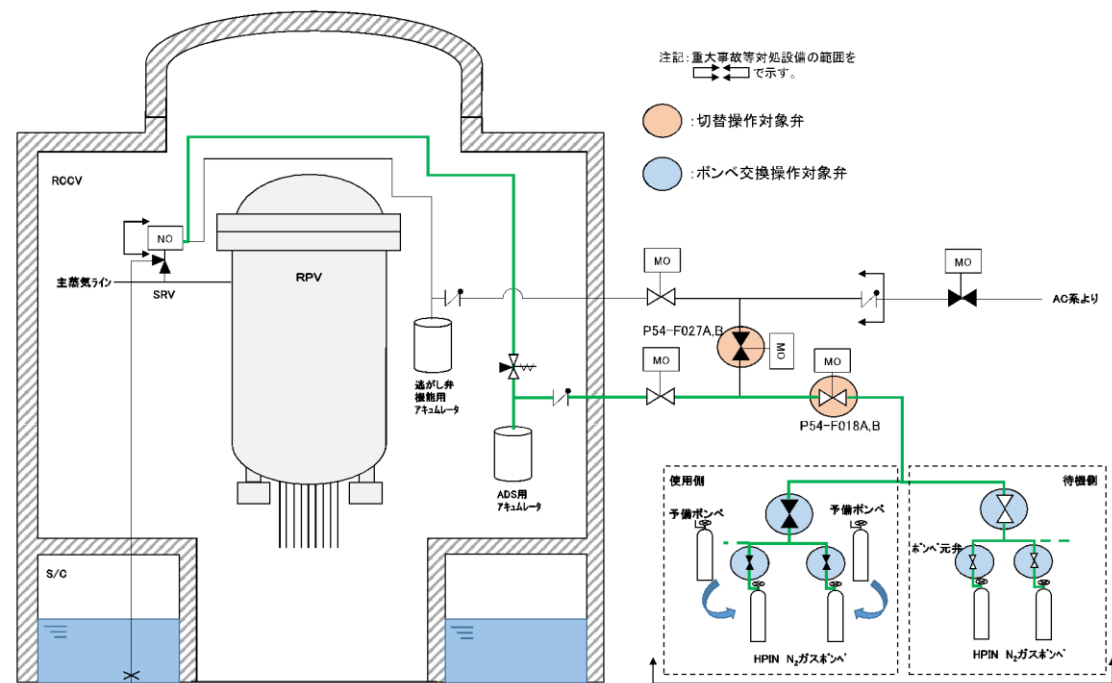 注記:重大事故等対処設備の範囲を
で示す。
:切替操作対象弁
:ボンベ交換操作対象弁
RCCV
NO
主蒸気ライン
SRV
RPV
逃がし弁
機能用
アキュムレータ
ADS用
アキュムレータ
MO
MO
AC系より
P54-F027A,B
MO
MO
MO
P54-F018A,B
使用側
待機側
予備ボンベ
予備ボンベ
ボンベ元弁
HPIN N₂ガスボンベ
HPIN N₂ガスボンベ
S/C